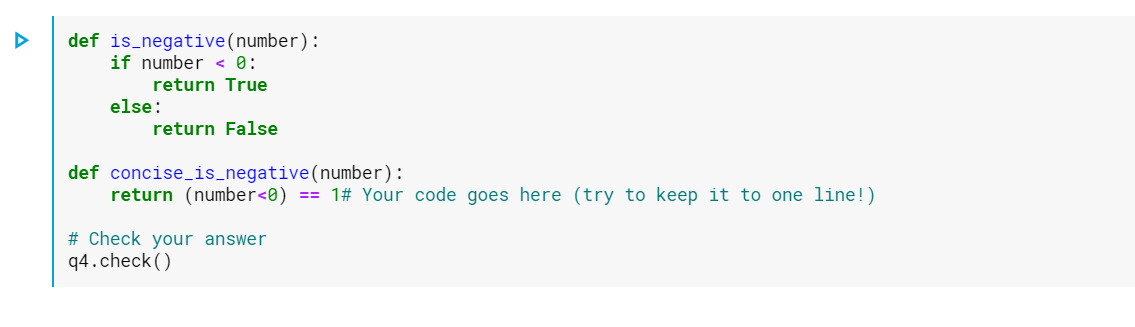 def is_negative(number):
    if number < 0:
        return True
    else:
        return False
def concise_is_negative(number):
    return (number<0) == 1# Your code goes here (try to keep it to one line!)
# Check your answer
q4.check()